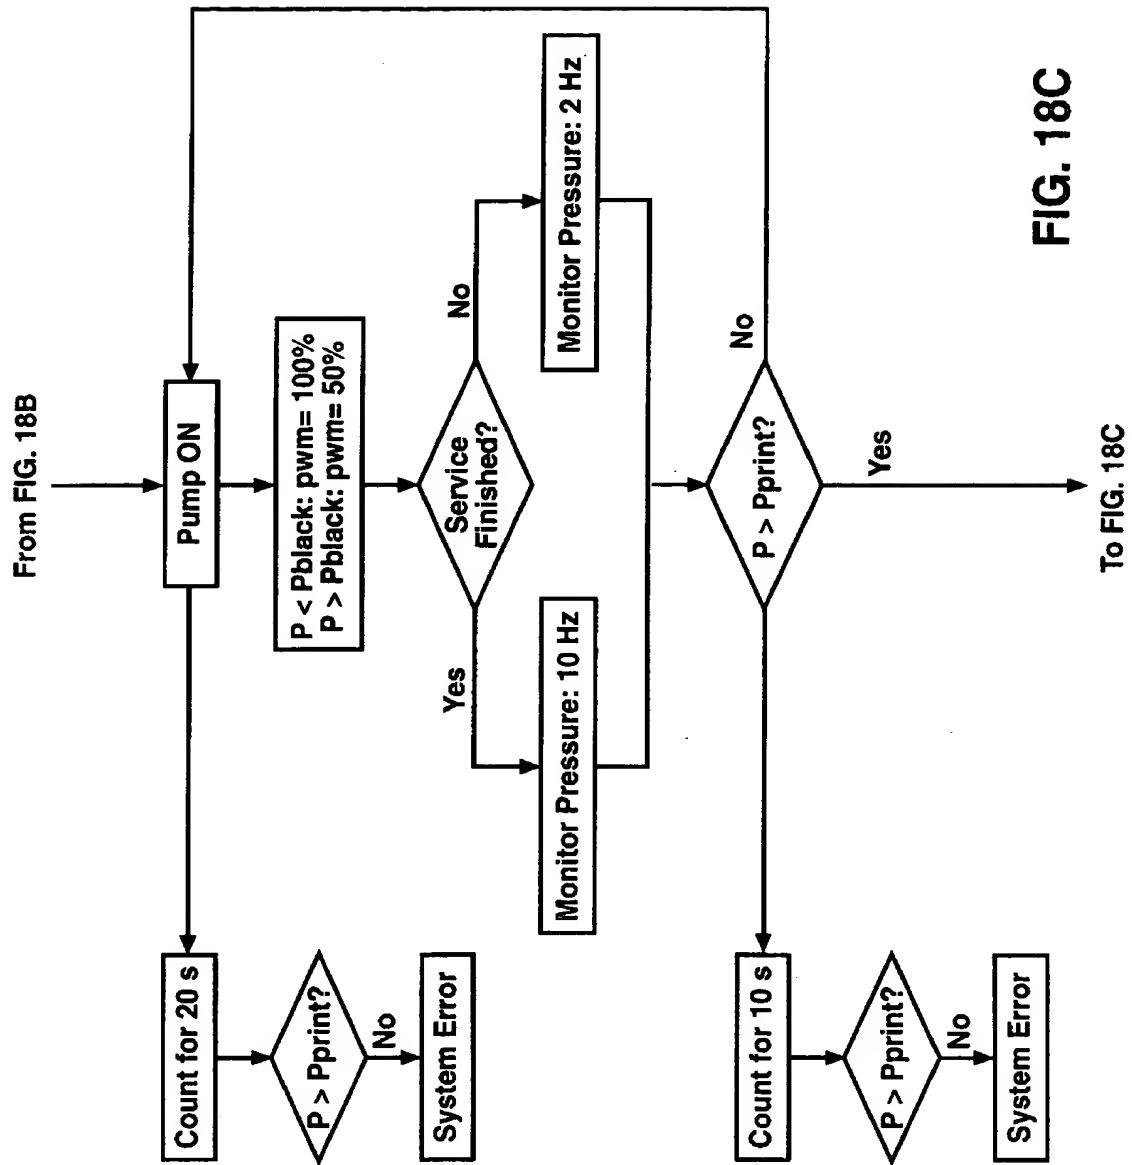 From FIG. 18B
Pump ON
P < Pblack: pwm= 100%
P > Pblack: pwm= 50%
Service
Finished?
Yes
No
Monitor Pressure: 10 Hz
Monitor Pressure: 2 Hz
P > Pprint?
No
Yes
To FIG. 18C
Count for 20 s
P > Pprint?
No
System Error
Count for 10 s
P > Pprint?
No
System Error
FIG. 18C